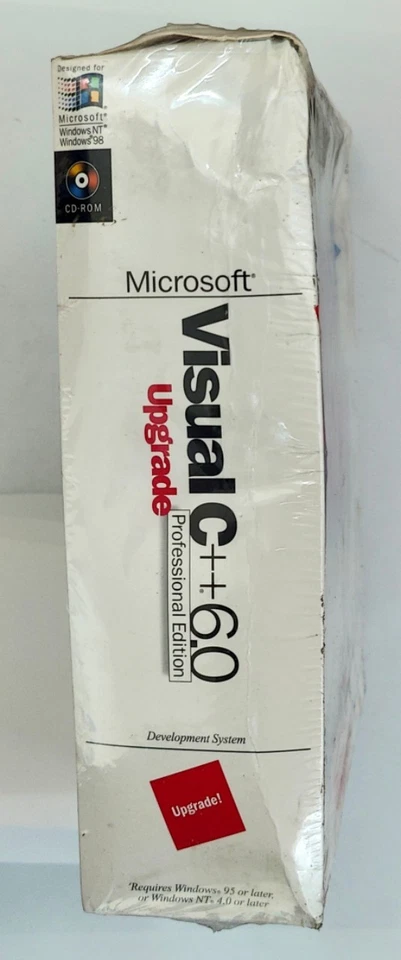 Designed for
Microsoft®
Windows NT®
Windows®98
CD-ROM
Microsoft®
Visual C++® 6.0
Upgrade
Professional Edition
Development System
Upgrade!
*Requires Windows® 95 or later,
or Windows NT® 4.0 or later